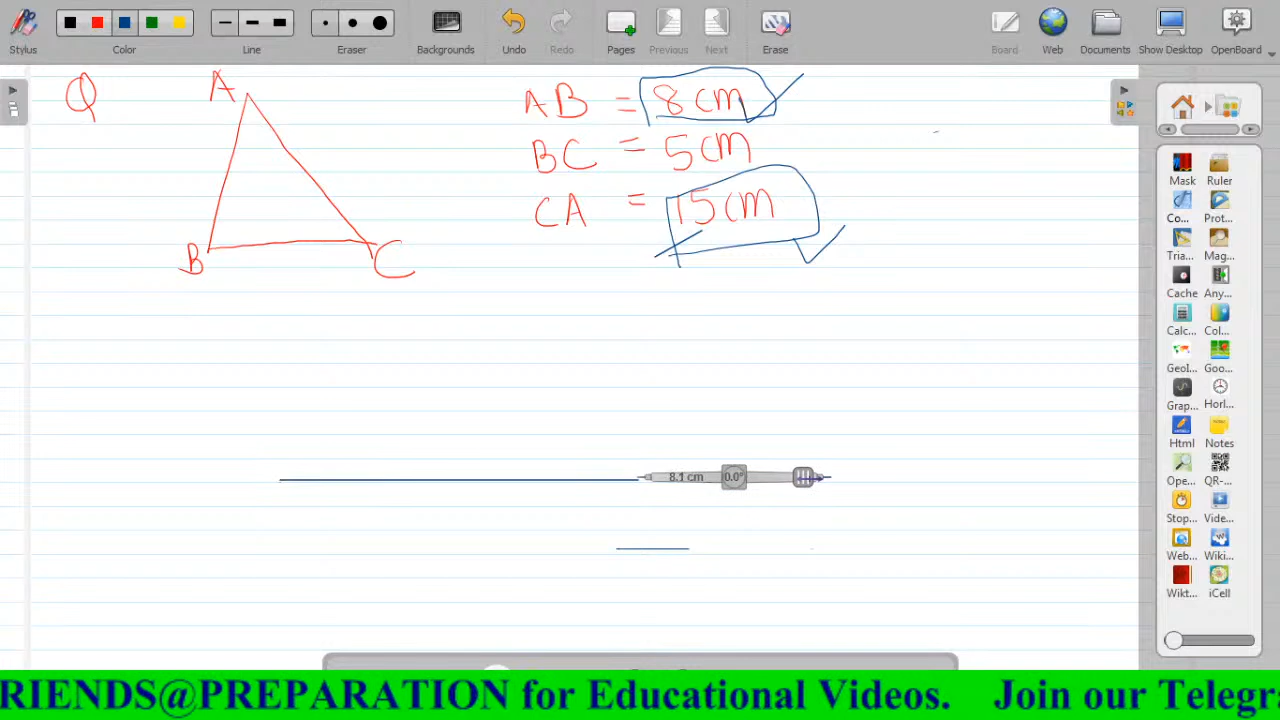 Stylus Color Line Eraser Backgrounds Undo Redo Pages Previous Next Erase Board Web Documents Show Desktop OpenBoard
Q
A
B
C
AB = 8 cm
BC = 5 cm
CA = 15 cm
8.1 cm 0.0°
Mask Ruler
Co... Prot...
Tria... Mag...
Cache Any...
Calc... Col...
Geol... Goo...
Grap... Horl...
Html Notes
Ope... QR-...
Stop... Vide...
Web... Wiki...
Wikt... iCell
RIENDS@PREPARATION for Educational Videos. Join our Telegra